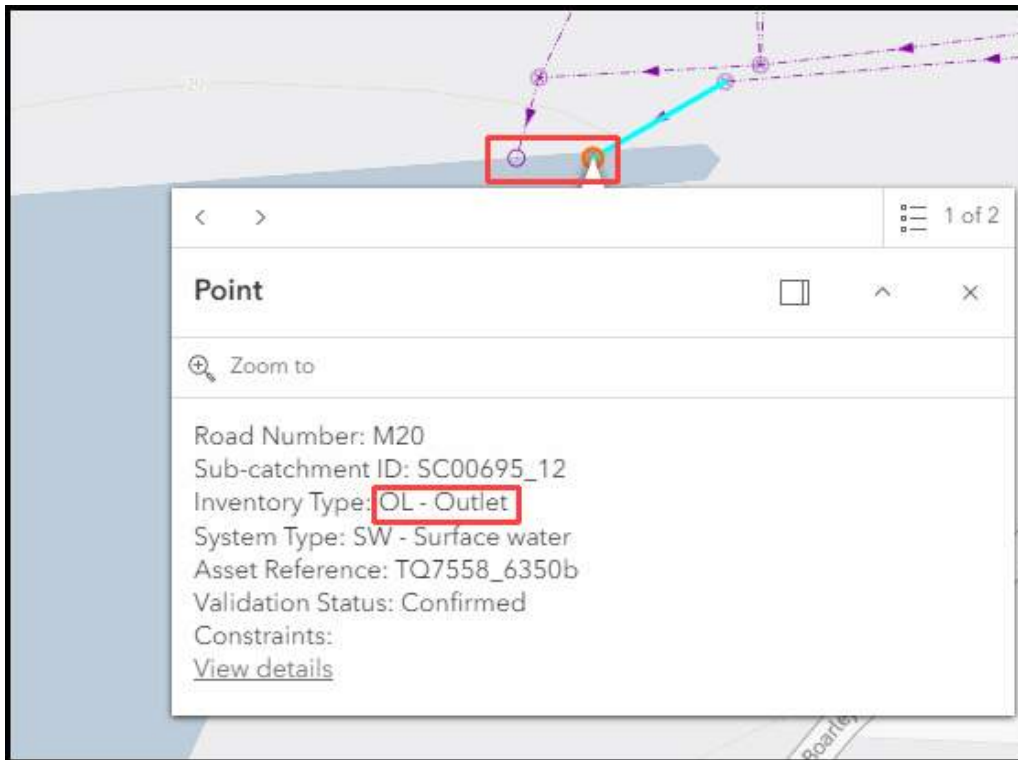 20
1 of 2
Point
Zoom to
Road Number: M20
Sub-catchment ID: SC00695_12
Inventory Type: OL - Outlet
System Type: SW - Surface water
Asset Reference: TQ7558_6350b
Validation Status: Confirmed
Constraints:
View details